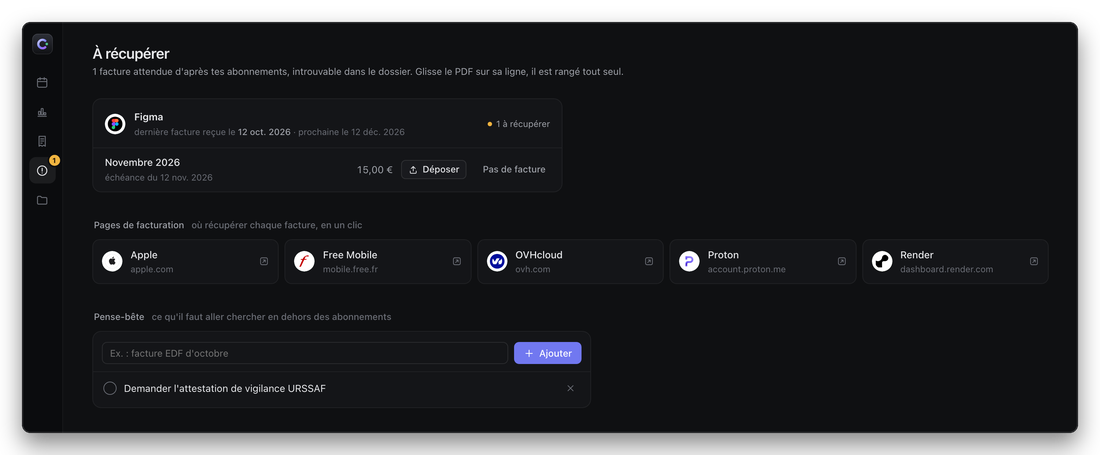 À récupérer
1 facture attendue d'après tes abonnements, introuvable dans le dossier. Glisse le PDF sur sa ligne, il est rangé tout seul.
Figma
dernière facture reçue le 12 oct. 2026 · prochaine le 12 déc. 2026
1 à récupérer
Novembre 2026
échéance du 12 nov. 2026
15,00 €
Déposer
Pas de facture
1
Pages de facturation où récupérer chaque facture, en un clic
Apple
apple.com
Free Mobile
mobile.free.fr
OVHcloud
ovh.com
Proton
account.proton.me
Render
dashboard.render.com
Pense-bête ce qu'il faut aller chercher en dehors des abonnements
Ex. : facture EDF d'octobre
Ajouter
Demander l'attestation de vigilance URSSAF